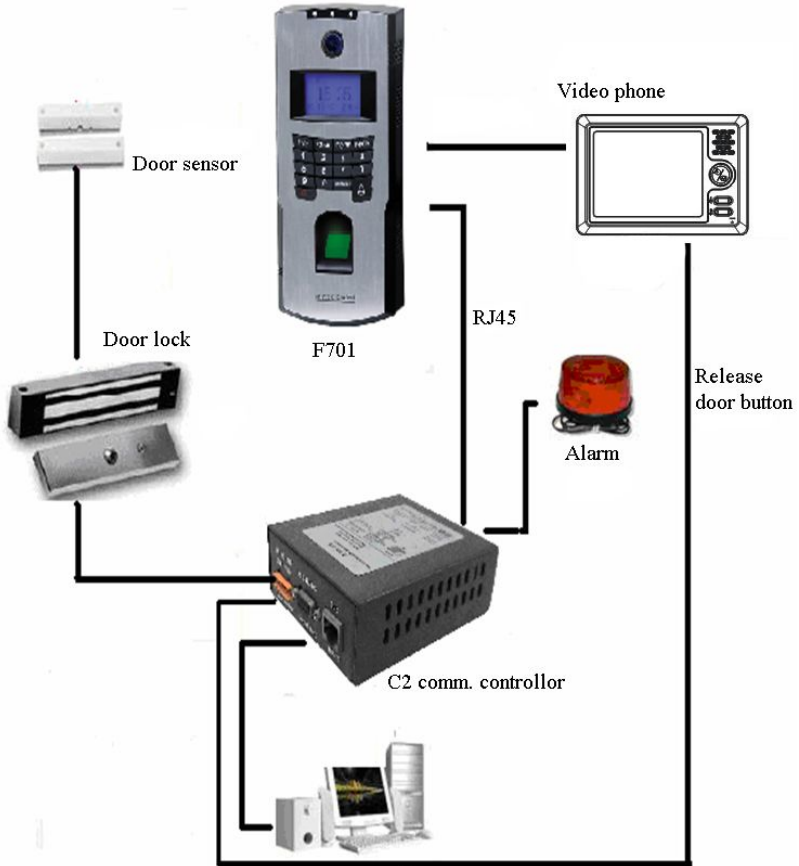 Video phone
Door sensor
RJ45
Door lock
F701
Release
door button
Alarm
C2 comm. controllor